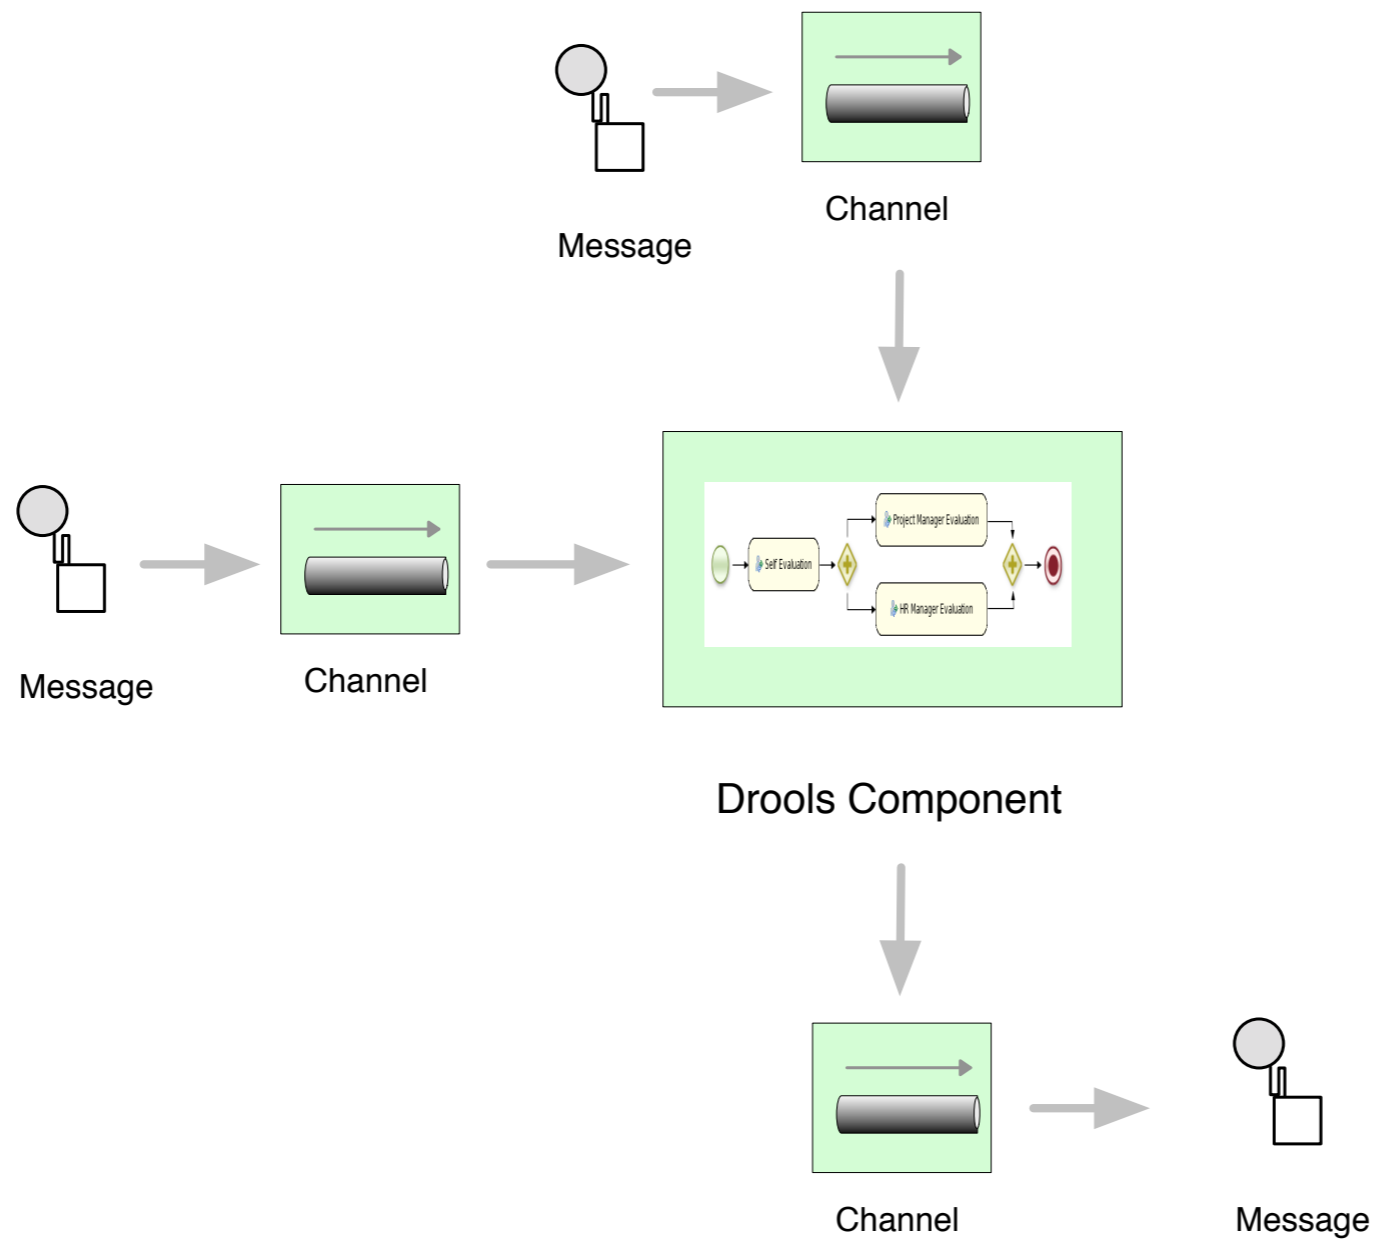 Channel
Message
Project Manager Evaluation
Self Evaluation
HR Manager Evaluation
Message
Channel
Drools Component
Channel
Message